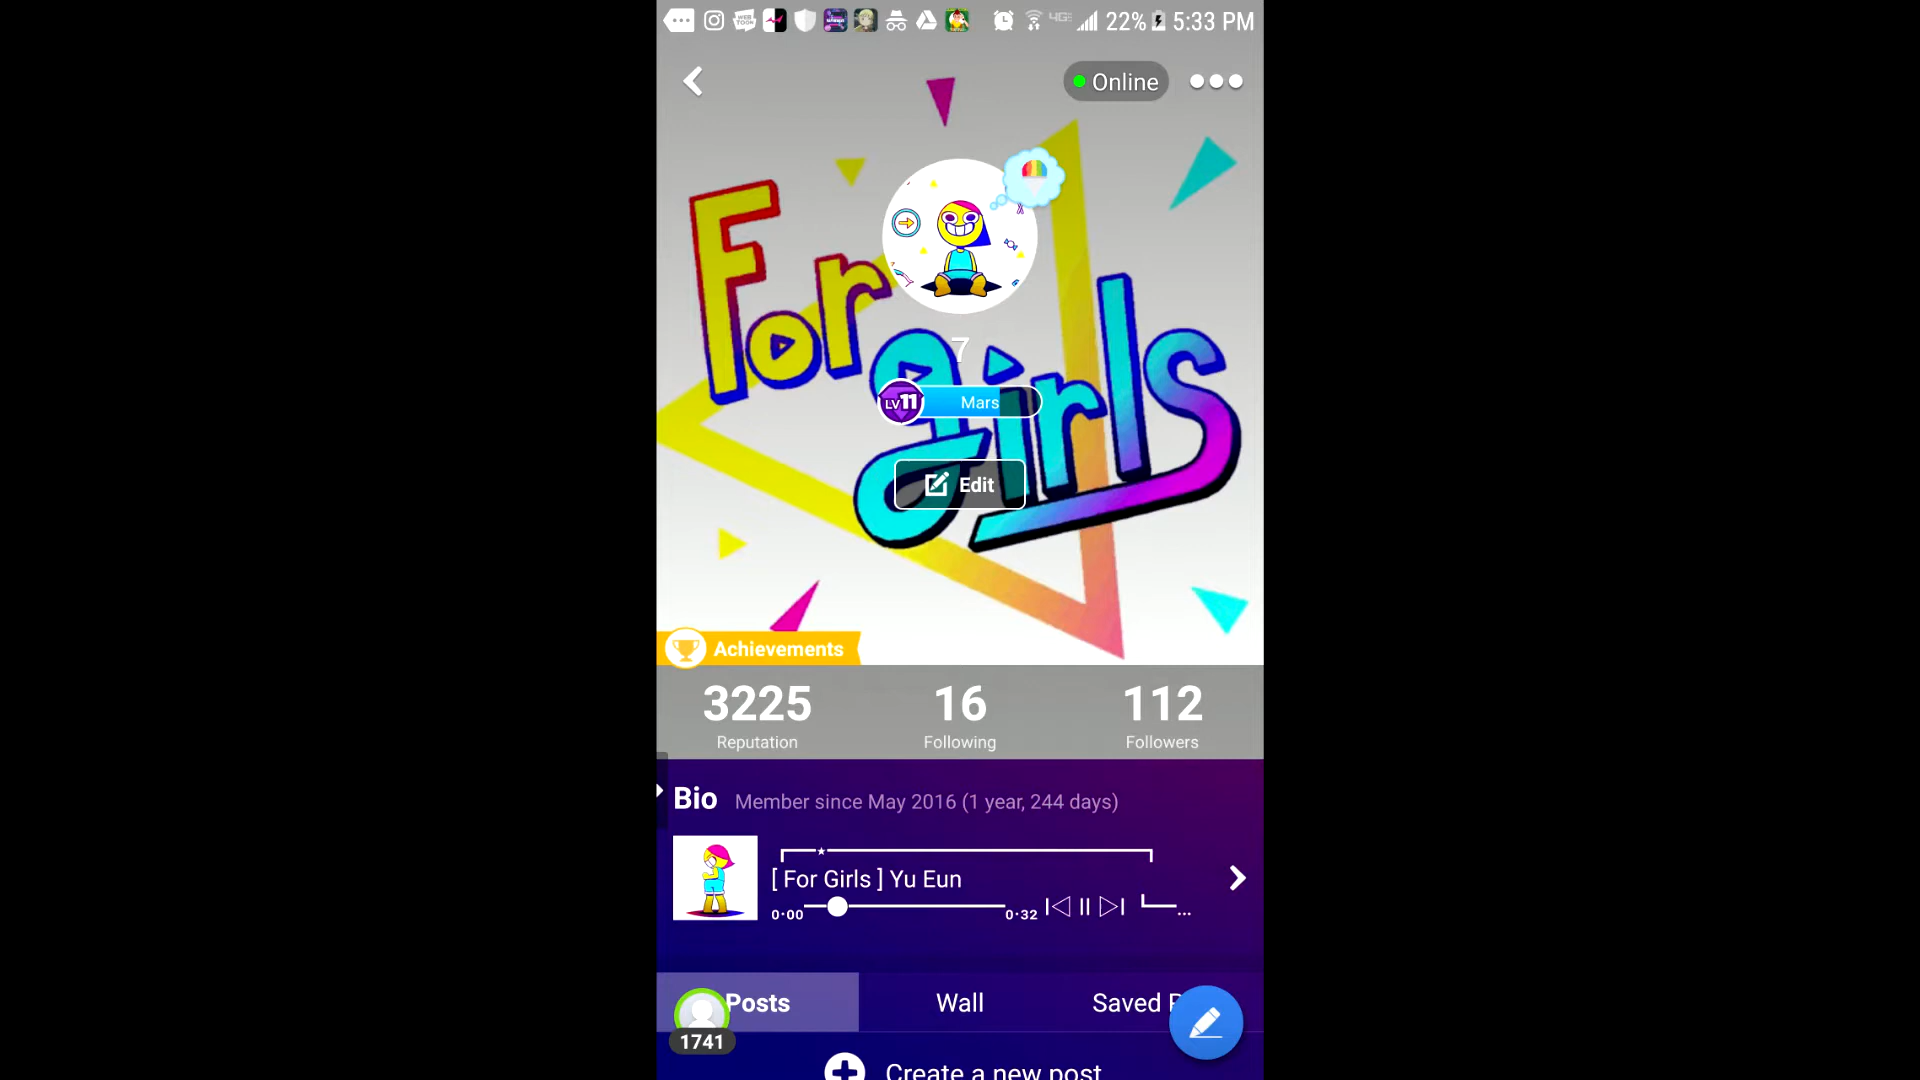 22% 5:33 PM
Online
For
girls
7
LV11 Mars
Edit
Achievements
3225 16 112
Reputation Following Followers
Bio Member since May 2016 (1 year, 244 days)
[ For Girls ] Yu Eun
0:00 0:32 ...
Posts Wall Saved
1741
Create a new post